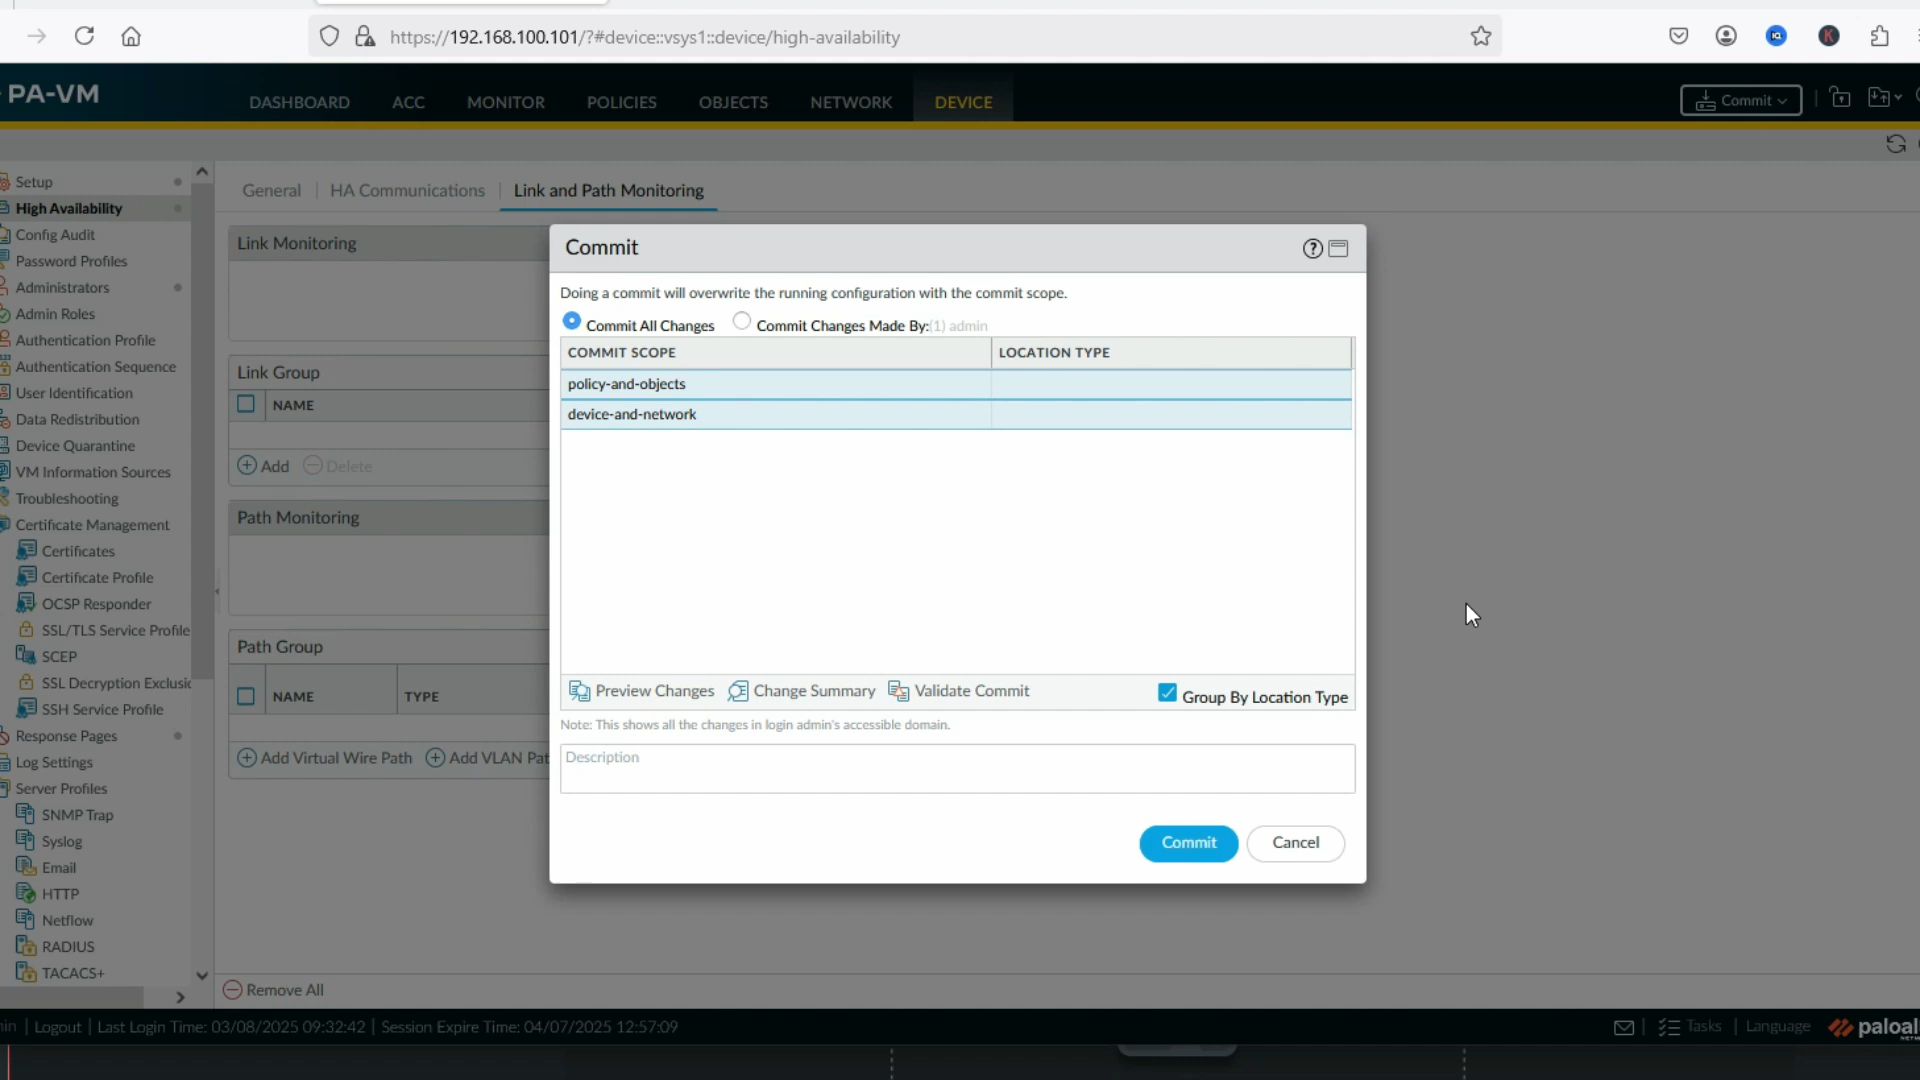 https://192.168.100.101/?#device::vsys1::device/high-availability
PA-VM
DASHBOARD
ACC
MONITOR
POLICIES
OBJECTS
NETWORK
DEVICE
Commit
Setup
High Availability
Config Audit
Password Profiles
Administrators
Admin Roles
Authentication Profile
Authentication Sequence
User Identification
Data Redistribution
Device Quarantine
VM Information Sources
Troubleshooting
Certificate Management
Certificates
Certificate Profile
OCSP Responder
SSL/TLS Service Profile
SCEP
SSL Decryption Exclusi
SSH Service Profile
Response Pages
Log Settings
Server Profiles
SNMP Trap
Syslog
Email
HTTP
Netflow
RADIUS
TACACS+
General | HA Communications | Link and Path Monitoring
Link Monitoring
Link Group
NAME
Add Delete
Path Monitoring
Path Group
NAME TYPE
Add Virtual Wire Path Add VLAN Pat
Remove All
Commit
Doing a commit will overwrite the running configuration with the commit scope.
Commit All Changes Commit Changes Made By:(1) admin
COMMIT SCOPE LOCATION TYPE
policy-and-objects
device-and-network
Preview Changes Change Summary Validate Commit Group By Location Type
Note: This shows all the changes in login admin's accessible domain.
Description
Commit Cancel
in | Logout | Last Login Time: 03/08/2025 09:32:42 | Session Expire Time: 04/07/2025 12:57:09
Tasks | Language
paloal